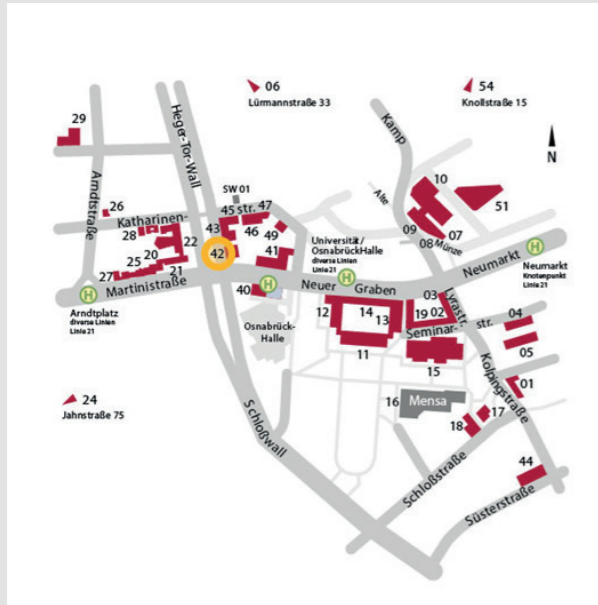 06
Lürmannstraße 33
54
Knollstraße 15
N
29
Heger-Tor-Wall
Kamp
Arndtstraße
10
51
26
SW 01
Katharinen-
45 str. 47
43
46
49
28
22
20
25
27
21
42
41
40
Alte
Münze
09
08
07
Universität/
OsnabrückHalle
diverse Linien
Linie 21
H
H
H
H
Neumarkt
Neumarkt
Knotenpunkt
Linie 21
Martinistraße
Neuer Graben
Arndtplatz
diverse Linien
Linie 21
Osnabrück-
Halle
12
14
13
11
03
19 02
Lyrastr.
Seminar-
str.
04
05
15
Kolpingstraße
01
16
Mensa
17
18
24
Jahnstraße 75
Schloßwall
Schloßstraße
44
Süsterstraße